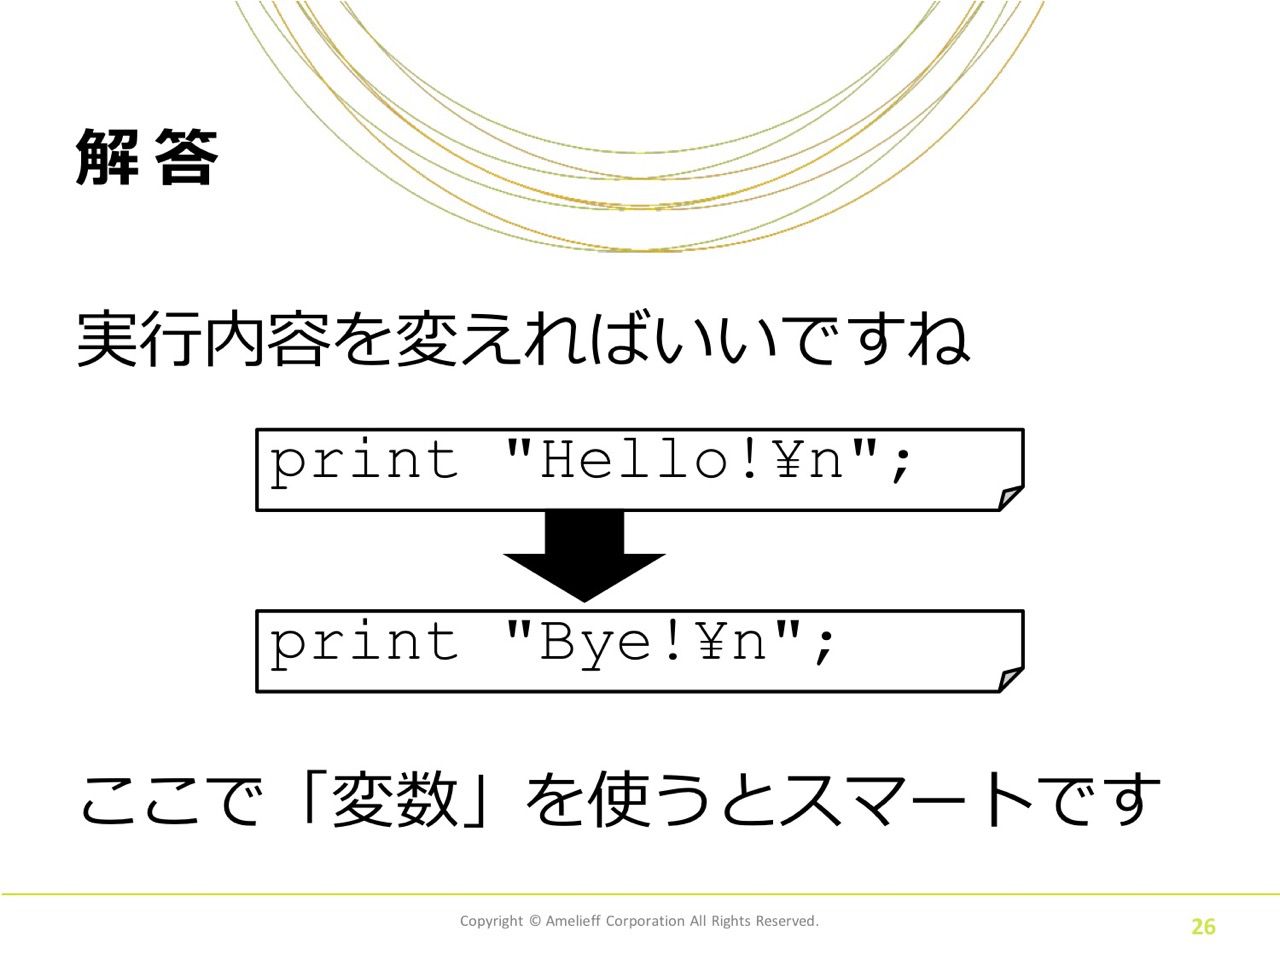 解答
実行内容を変えればいいですね
print "Hello!¥n";
print "Bye!¥n";
ここで「変数」を使うとスマートです
Copyright © Amelieff Corporation All Rights Reserved.
26